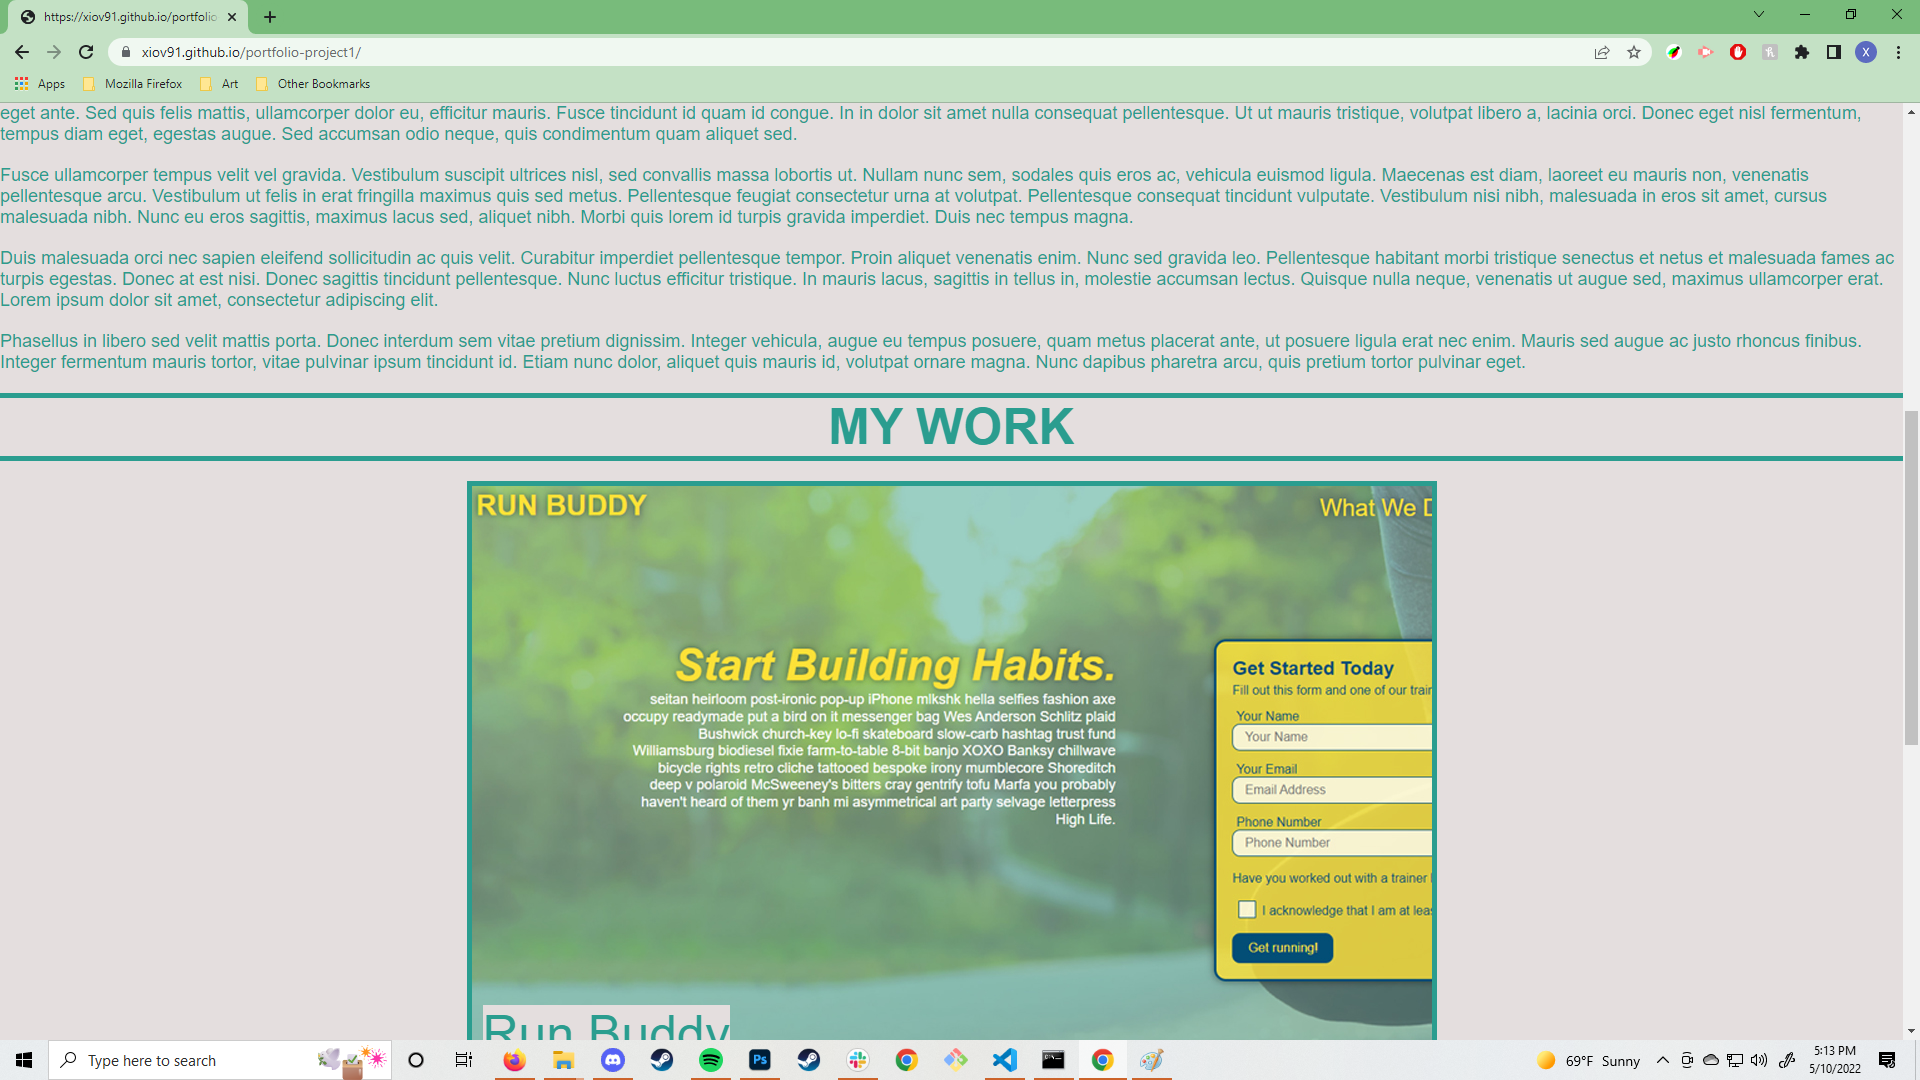 https://xiov91.github.io/portfolio
xiov91.github.io/portfolio-project1/
X
Apps
Mozilla Firefox
Art
Other Bookmarks
eget ante. Sed quis felis mattis, ullamcorper dolor eu, efficitur mauris. Fusce tincidunt id quam id congue. In in dolor sit amet nulla consequat pellentesque. Ut ut mauris tristique, volutpat libero a, lacinia orci. Donec eget nisl fermentum,
tempus diam eget, egestas augue. Sed accumsan odio neque, quis condimentum quam aliquet sed.
Fusce ullamcorper tempus velit vel gravida. Vestibulum suscipit ultrices nisl, sed convallis massa lobortis ut. Nullam nunc sem, sodales quis eros ac, vehicula euismod ligula. Maecenas est diam, laoreet eu mauris non, venenatis
pellentesque arcu. Vestibulum ut felis in erat fringilla maximus quis sed metus. Pellentesque feugiat consectetur urna at volutpat. Pellentesque consequat tincidunt vulputate. Vestibulum nisi nibh, malesuada in eros sit amet, cursus
malesuada nibh. Nunc eu eros sagittis, maximus lacus sed, aliquet nibh. Morbi quis lorem id turpis gravida imperdiet. Duis nec tempus magna.
Duis malesuada orci nec sapien eleifend sollicitudin ac quis velit. Curabitur imperdiet pellentesque tempor. Proin aliquet venenatis enim. Nunc sed gravida leo. Pellentesque habitant morbi tristique senectus et netus et malesuada fames ac
turpis egestas. Donec at est nisi. Donec sagittis tincidunt pellentesque. Nunc luctus efficitur tristique. In mauris lacus, sagittis in tellus in, molestie accumsan lectus. Quisque nulla neque, venenatis ut augue sed, maximus ullamcorper erat.
Lorem ipsum dolor sit amet, consectetur adipiscing elit.
Phasellus in libero sed velit mattis porta. Donec interdum sem vitae pretium dignissim. Integer vehicula, augue eu tempus posuere, quam metus placerat ante, ut posuere ligula erat nec enim. Mauris sed augue ac justo rhoncus finibus.
Integer fermentum mauris tortor, vitae pulvinar ipsum tincidunt id. Etiam nunc dolor, aliquet quis mauris id, volutpat ornare magna. Nunc dapibus pharetra arcu, quis pretium tortor pulvinar eget.
MY WORK
RUN BUDDY
What We D
Start Building Habits.
seitan heirloom post-ironic pop-up iPhone mlkshk hella selfies fashion axe
occupy readymade put a bird on it messenger bag Wes Anderson Schlitz plaid
Bushwick church-key lo-fi skateboard slow-carb hashtag trust fund
Williamsburg biodiesel fixie farm-to-table 8-bit banjo XOXO Banksy chillwave
bicycle rights retro cliche tattooed bespoke irony mumblecore Shoreditch
deep v polaroid McSweeney's bitters cray gentrify tofu Marfa you probably
haven't heard of them yr banh mi asymmetrical art party selvage letterpress
High Life.
Get Started Today
Fill out this form and one of our train
Your Name
Your Name
Your Email
Email Address
Phone Number
Phone Number
Have you worked out with a trainer
I acknowledge that I am at leas
Get running!
Run Buddy
Type here to search
Ps
69°F Sunny
5:13 PM
5/10/2022